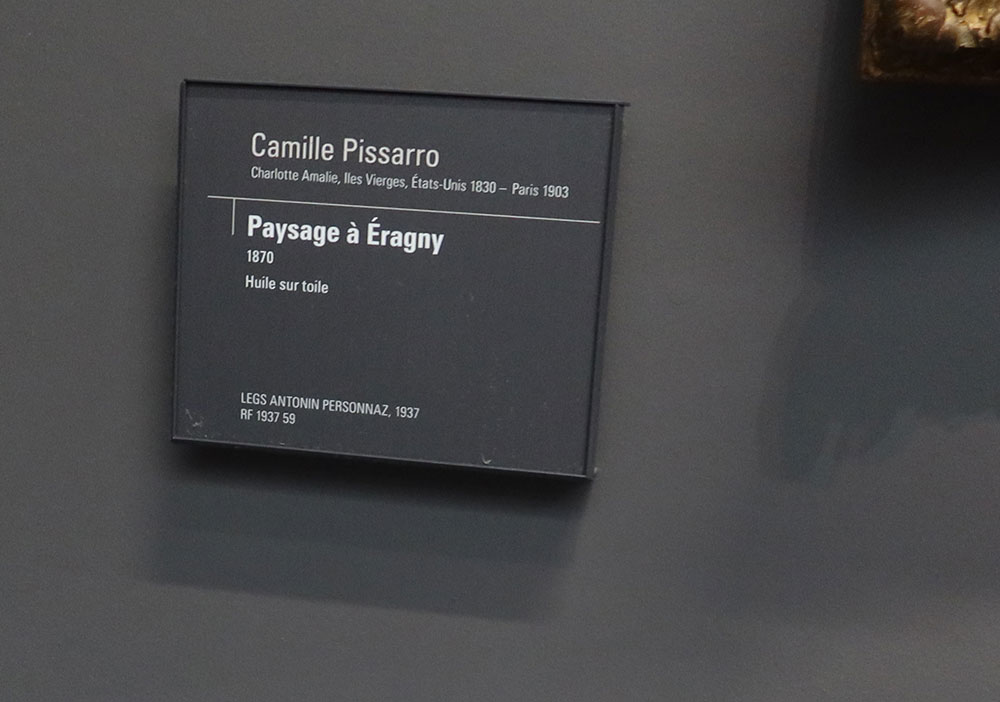 Camille Pissarro
Charlotte Amalie, Iles Vierges, États-Unis 1830 – Paris 1903
Paysage à Éragny
1870
Huile sur toile
LEGS ANTONIN PERSONNAZ, 1937
RF 1937 59